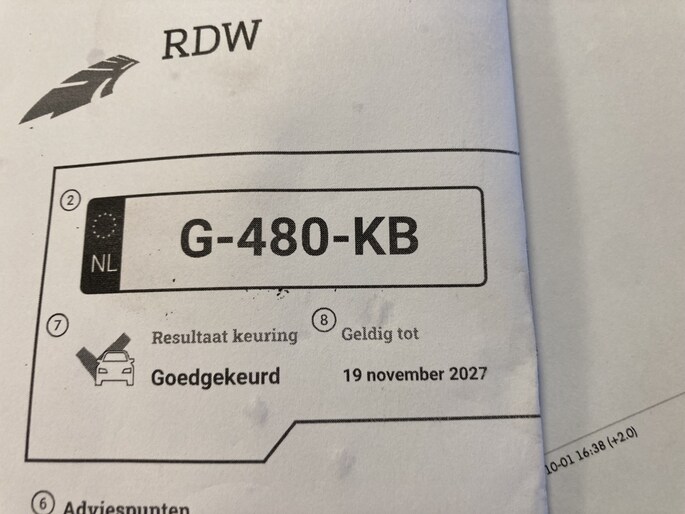 RDW
2
NL
G-480-KB
7
Resultaat keuring
Goedgekeurd
8
Geldig tot
19 november 2027
10-01 16:38 (+2.0)
6
Adviespunten